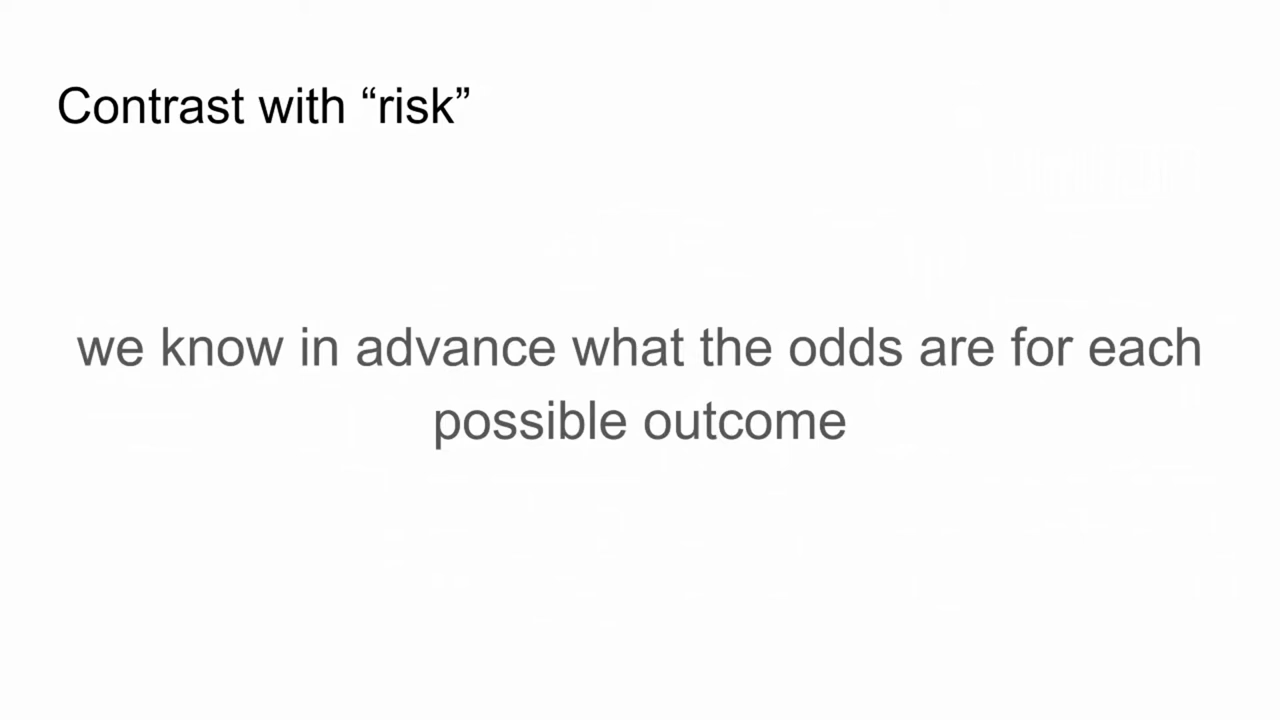 Contrast with “risk”
we know in advance what the odds are for each
possible outcome